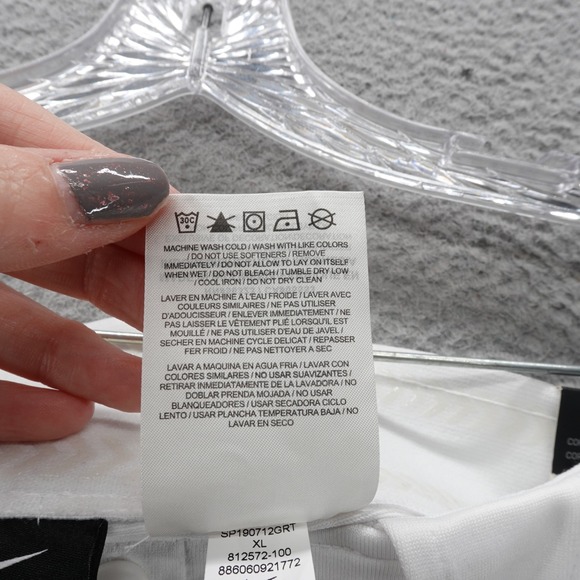 30C
MACHINE WASH COLD / WASH WITH LIKE COLORS
/ DO NOT USE SOFTENERS / REMOVE
IMMEDIATELY / DO NOT ALLOW TO LAY ON ITSELF
WHEN WET / DO NOT BLEACH / TUMBLE DRY LOW
/ COOL IRON / DO NOT DRY CLEAN
LAVER EN MACHINE À L'EAU FROIDE / LAVER AVEC
COULEURS SIMILAIRES / NE PAS UTILISER
D'ADOUCISSEUR / ENLEVER IMMEDIATEMENT / NE
PAS LAISSER LE VÊTEMENT PLIÉ LORSQU'IL EST
MOUILLÉ / NE PAS UTILISER D'EAU DE JAVEL /
SECHER EN MACHINE CYCLE DELICAT / REPASSER
FER FROID / NE PAS NETTOYER A SEC
LAVAR A MAQUINA EN AGUA FRIA / LAVAR CON
COLORES SIMILARES / NO USAR SUAVIZANTES /
RETIRAR INMEDIATAMENTE DE LA LAVADORA / NO
DOBLAR PRENDA MOJADA / NO USAR
BLANQUEADORES / USAR SECADORA CICLO
LENTO / USAR PLANCHA TEMPERATURA BAJA / NO
LAVAR EN SECO
SP190712GRT
XL
812572-100
886060921772